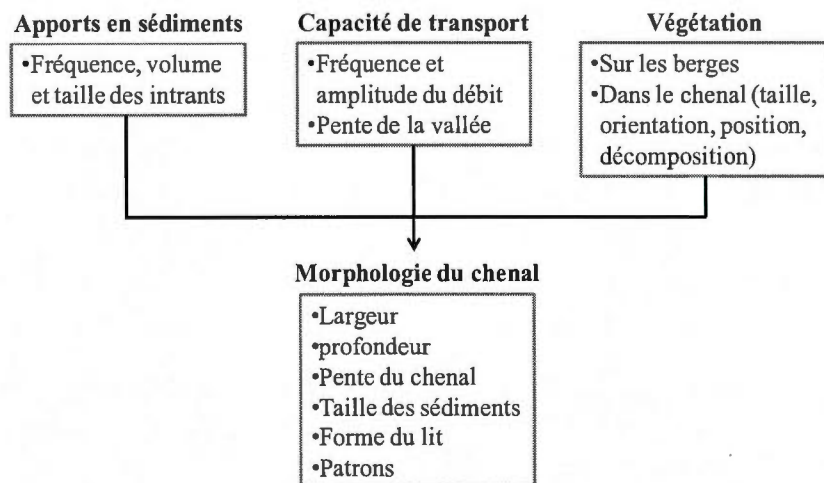 Apports en sédiments
•Fréquence, volume
et taille des intrants
Capacité de transport
•Fréquence et
amplitude du débit
•Pente de la vallée
Végétation
•Sur les berges
•Dans le chenal (taille,
orientation, position,
décomposition)
Morphologie du chenal
•Largeur
•profondeur
•Pente du chenal
•Taille des sédiments
•Forme du lit
•Patrons